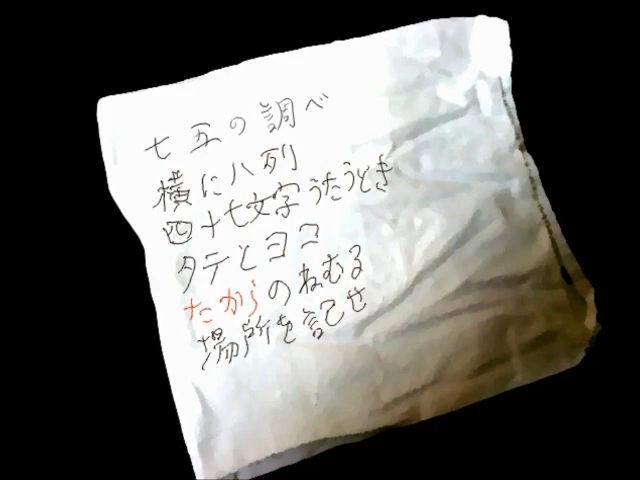 七五の調べ
横に八列
四十七文字うたうとき
タテとヨコ
たからのねむる
場所を記せ